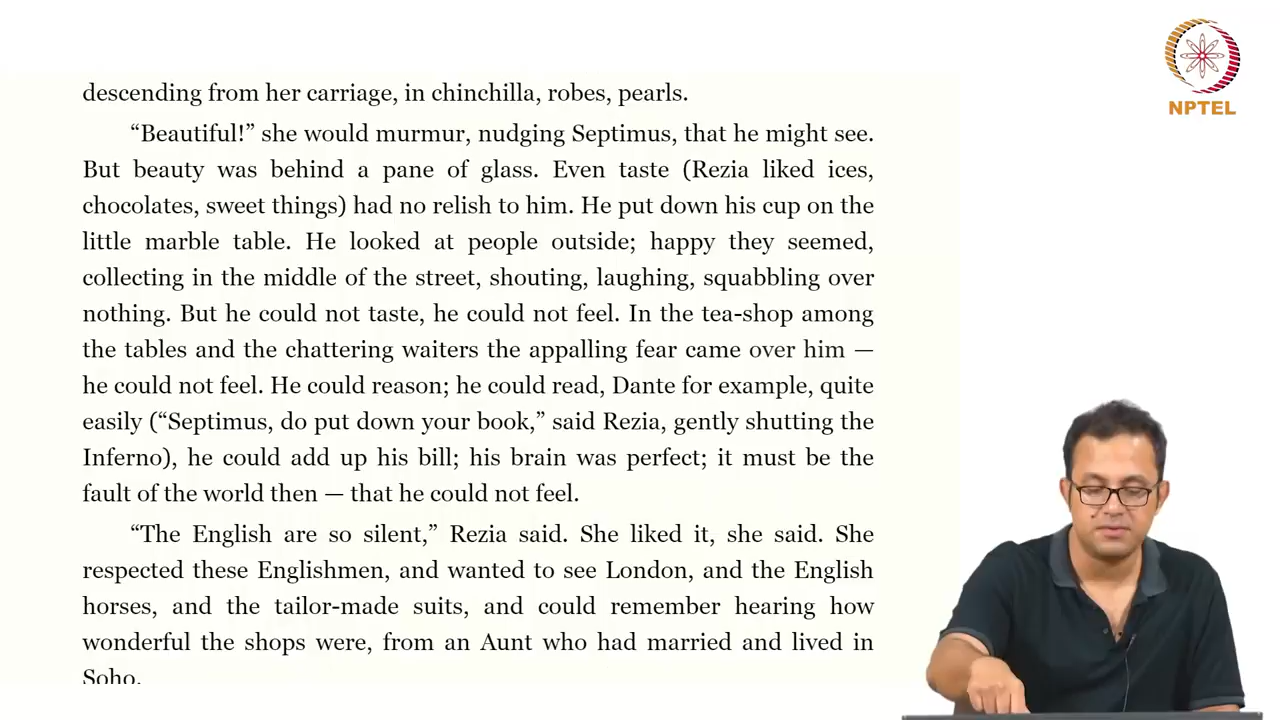 descending from her carriage, in chinchilla, robes, pearls.
“Beautiful!” she would murmur, nudging Septimus, that he might see.
But beauty was behind a pane of glass. Even taste (Rezia liked ices,
chocolates, sweet things) had no relish to him. He put down his cup on the
little marble table. He looked at people outside; happy they seemed,
collecting in the middle of the street, shouting, laughing, squabbling over
nothing. But he could not taste, he could not feel. In the tea-shop among
the tables and the chattering waiters the appalling fear came over him —
he could not feel. He could reason; he could read, Dante for example, quite
easily (“Septimus, do put down your book,” said Rezia, gently shutting the
Inferno), he could add up his bill; his brain was perfect; it must be the
fault of the world then — that he could not feel.
“The English are so silent,” Rezia said. She liked it, she said. She
respected these Englishmen, and wanted to see London, and the English
horses, and the tailor-made suits, and could remember hearing how
wonderful the shops were, from an Aunt who had married and lived in
Soho.
NPTEL